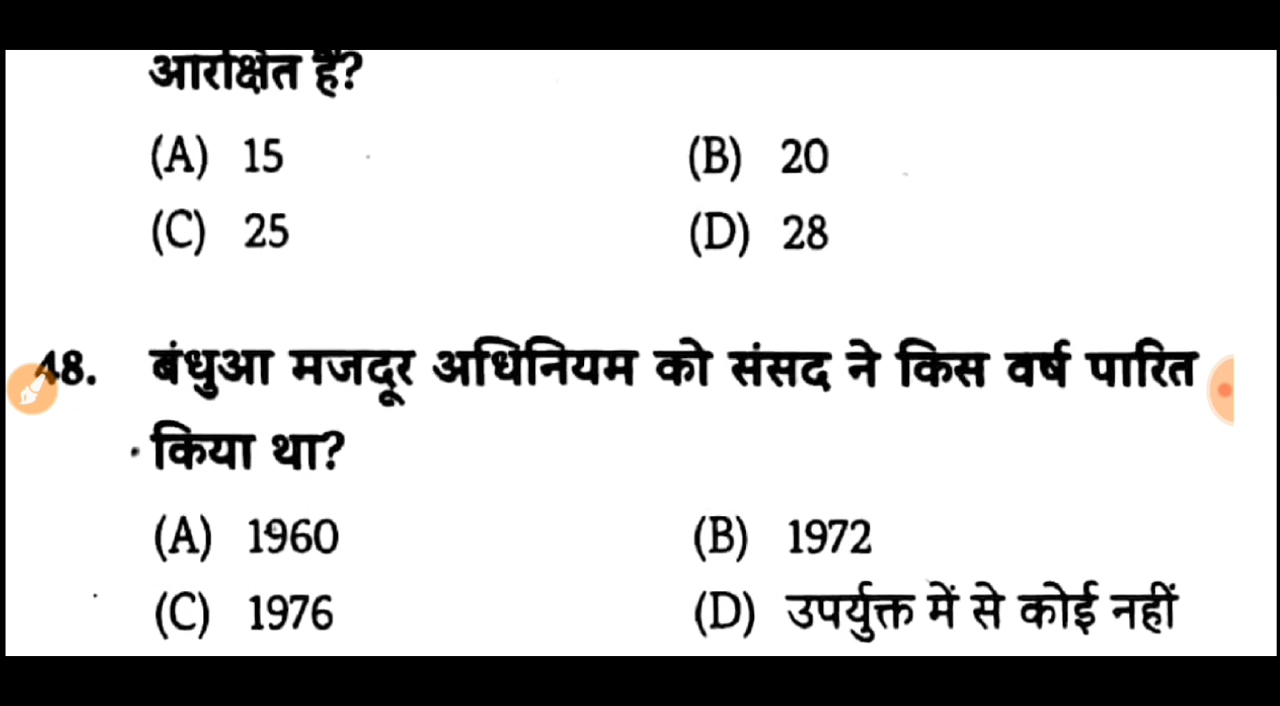 आरक्षित हैं?
(A) 15 (B) 20
(C) 25 (D) 28
48. बंधुआ मजदूर अधिनियम को संसद ने किस वर्ष पारित
किया था?
(A) 1960 (B) 1972
(C) 1976 (D) उपर्युक्त में से कोई नहीं